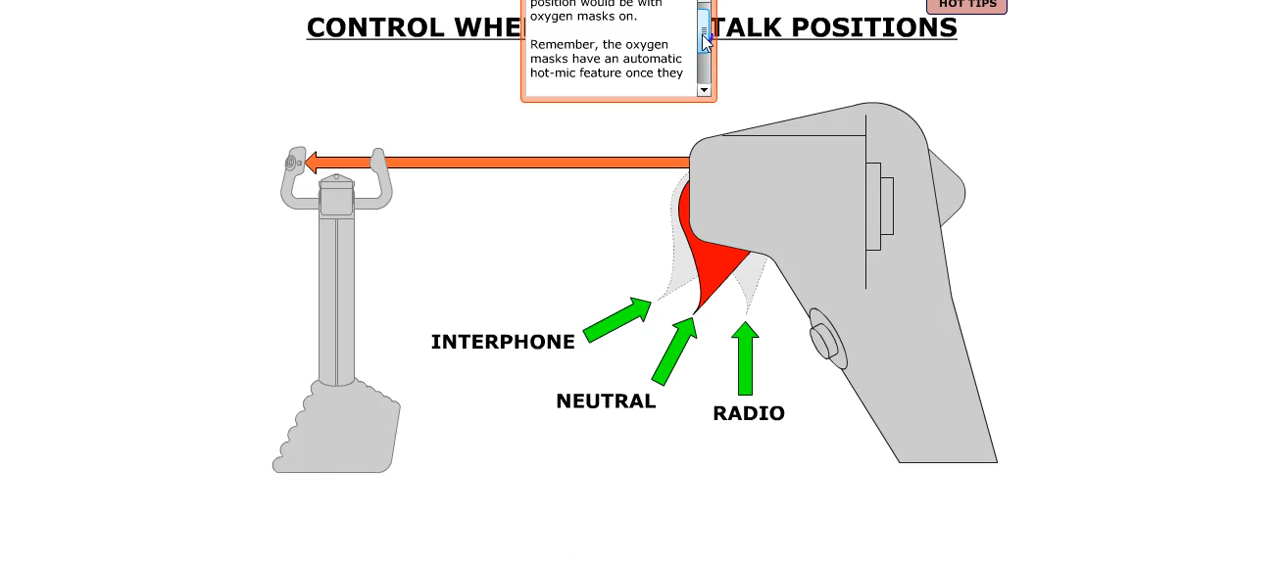 position would be with
HOT TIPS
oxygen masks on.
CONTROL WHE TALK POSITIONS
Remember, the oxygen
masks have an automatic
hot-mic feature once they
INTERPHONE
NEUTRAL
RADIO